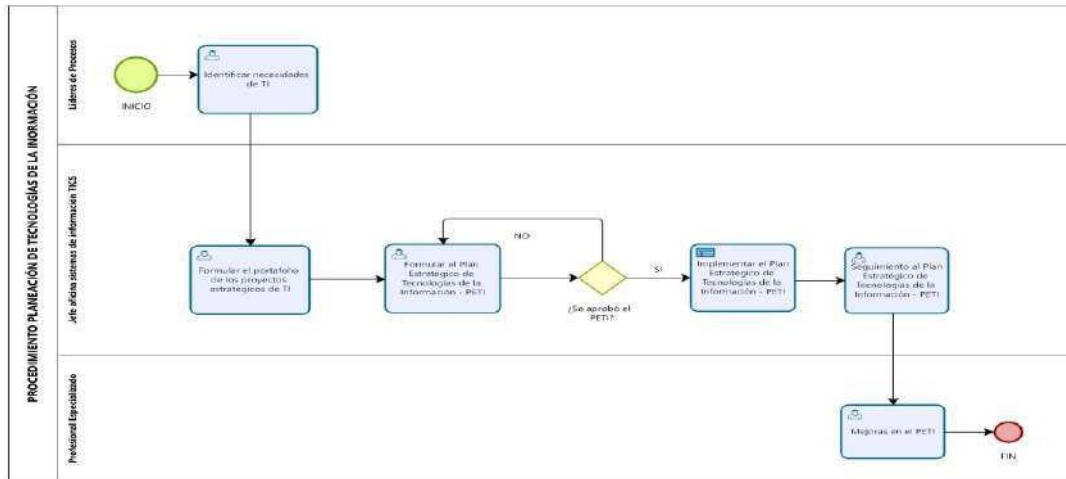 PROCEDIMIENTO PLANEACIÓN DE TECNOLOGÍAS DE LA INORMACIÓN
Líderes de Procesos
INICIO
Identificar necesidades
de TI
Jefe oficina sistemas de información TICS
Formular el portafolio
de los proyectos
estratégicos de TI
Formular al Plan
Estratégico de
Tecnologías de la
Información - PETI
NO
¿Se aprobó el
PETI?
SI
Implementar el Plan
Estratégico de
Tecnologías de la
Información - PETI
Seguimiento al Plan
Estratégico de
Tecnologías de la
Información - PETI
Profesional Especializado
Mejoras en el PETI
FIN